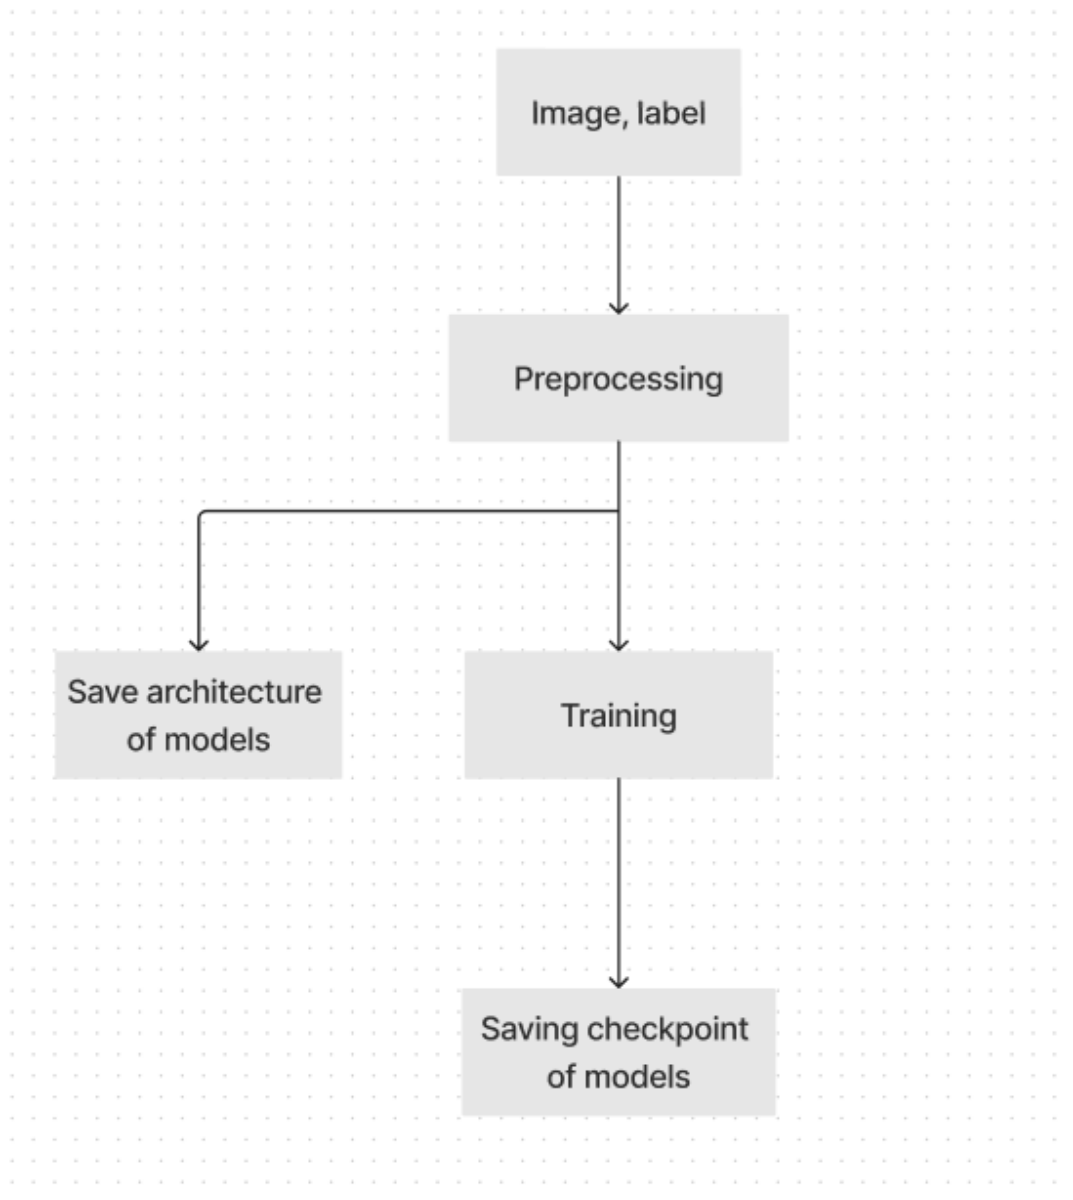 Image, label
Preprocessing
Save architecture
of models
Training
Saving checkpoint
of models